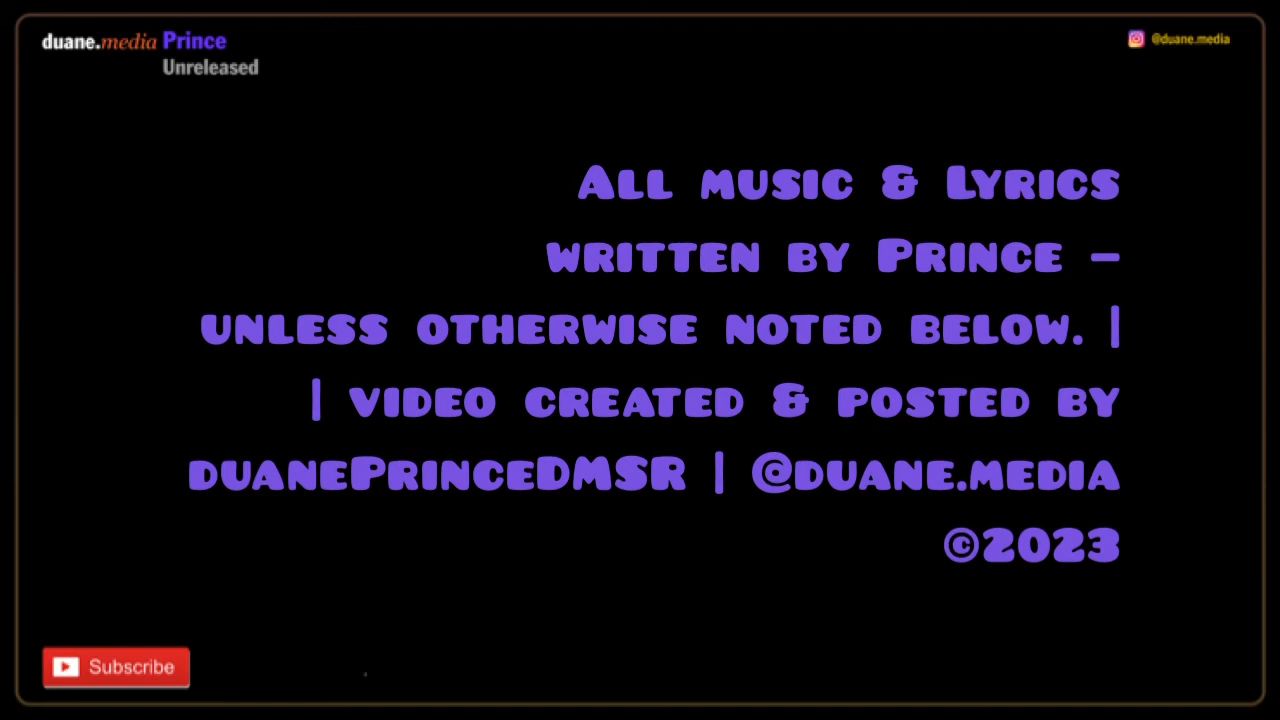 duane.media Prince
Unreleased
@duane.media
All music & Lyrics
written by Prince –
unless otherwise noted below. |
| video created & posted by
duanePrinceDMSR | @duane.media
©2023
Subscribe